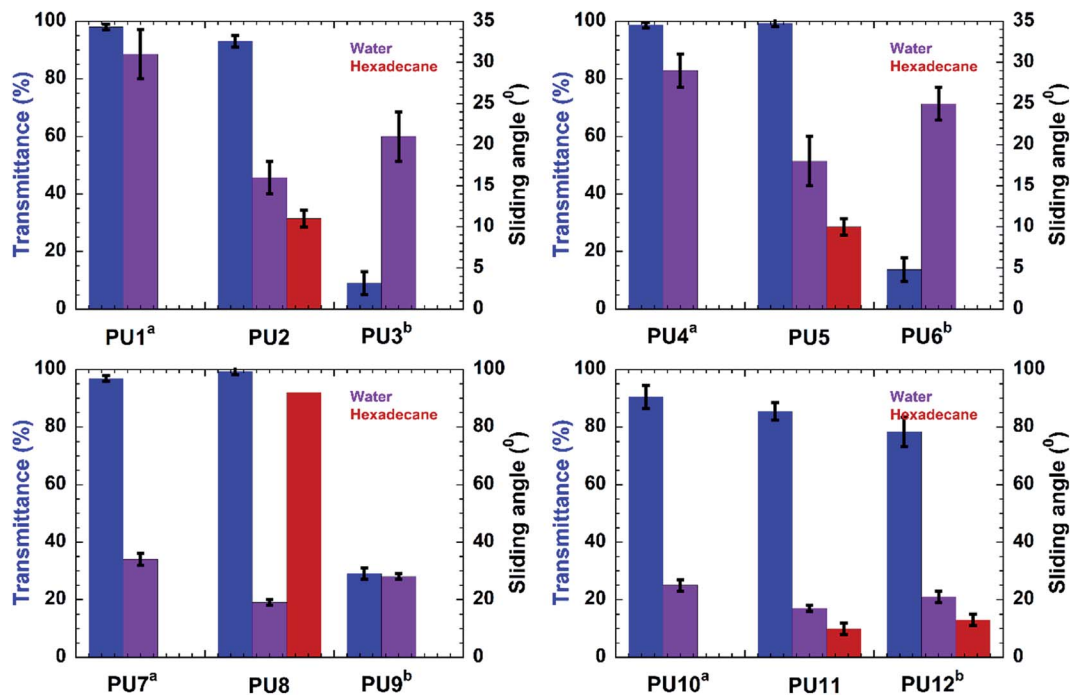 Transmittance (%)
100
80
60
40
20
0
Water
Hexadecane
35
30
25
20
15
10
5
0
Sliding angle (⁰)
PU1ᵃ PU2 PU3ᵇ
Transmittance (%)
100
80
60
40
20
0
Water
Hexadecane
35
30
25
20
15
10
5
0
Sliding angle (⁰)
PU4ᵃ PU5 PU6ᵇ
Transmittance (%)
100
80
60
40
20
0
Water
Hexadecane
100
80
60
40
20
0
Sliding angle (⁰)
PU7ᵃ PU8 PU9ᵇ
Transmittance (%)
100
80
60
40
20
0
Water
Hexadecane
100
80
60
40
20
0
Sliding angle (⁰)
PU10ᵃ PU11 PU12ᵇ